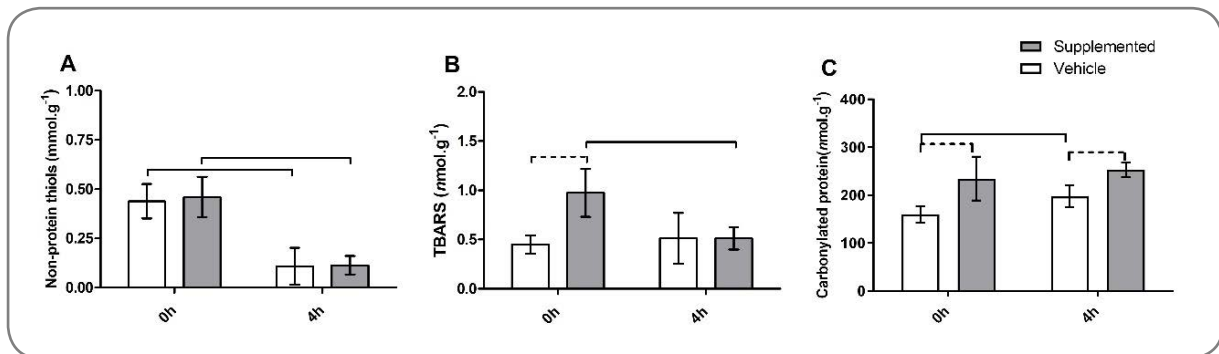 A
Non-protein thiols (mmol.g⁻¹)
1.00
0.75
0.50
0.25
0.00
0h
4h
B
TBARS (nmol.g⁻¹)
2.0
1.5
1.0
0.5
0.0
0h
4h
Supplemented
Vehicle
C
Carbonylated protein(nmol.g⁻¹)
400
300
200
100
0
0h
4h